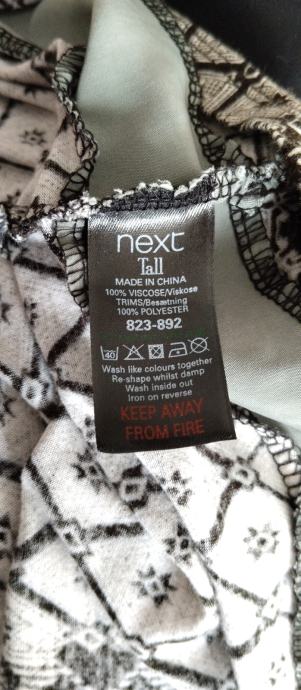 next
Tall
MADE IN CHINA
100% VISCOSE/Viskose
TRIMS/Besætning
100% POLYESTER
823-892
40
Wash like colours together
Re-shape whilst damp
Wash inside out
Iron on reverse
KEEP AWAY
FROM FIRE